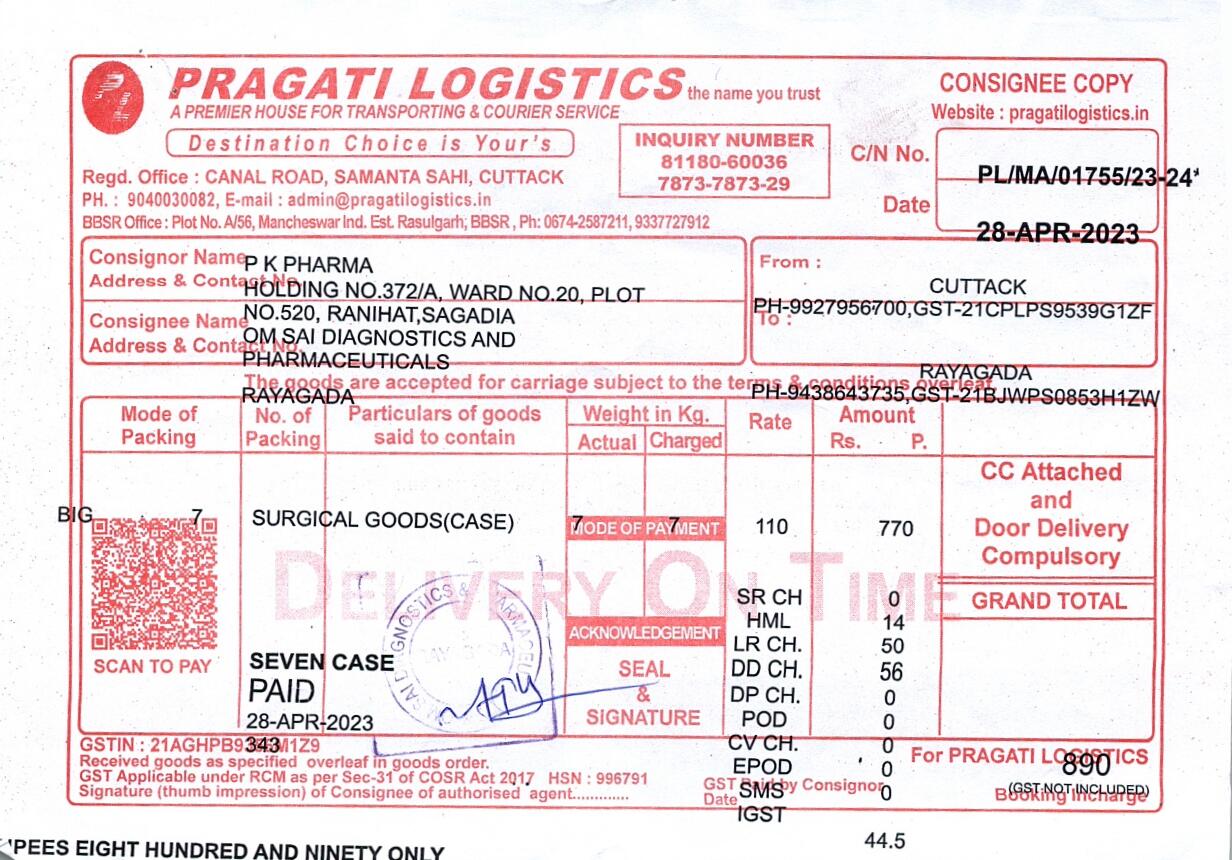 PRAGATI LOGISTICS the name you trust
A PREMIER HOUSE FOR TRANSPORTING & COURIER SERVICE
Destination Choice is Your's
CONSIGNEE COPY
Website : pragatilogistics.in
INQUIRY NUMBER
81180-60036
7873-7873-29
C/N No.
PL/MA/01755/23-24
Date
28-APR-2023
Regd. Office : CANAL ROAD, SAMANTA SAHI, CUTTACK
PH. : 9040030082, E-mail : admin@pragatilogistics.in
BBSR Office : Plot No. A/56, Mancheswar Ind. Est. Rasulgarh, BBSR , Ph: 0674-2587211, 9337727912
Consignor Name
Address & Contact No.
P K PHARMA
HOLDING NO.372/A, WARD NO.20, PLOT
NO.520, RANIHAT,SAGADIA
Consignee Name
Address & Contact No.
OM SAI DIAGNOSTICS AND
PHARMACEUTICALS
RAYAGADA
From :
CUTTACK
PH-9927956700,GST-21CPLPS9539G1ZF
To :
RAYAGADA
PH-9438643735,GST-21BJWPS0853H1ZW
The goods are accepted for carriage subject to the terms & conditions overleaf.
Mode of Packing
No. of Packing
Particulars of goods said to contain
Weight in Kg.
Actual Charged
Rate
Amount
Rs. P.
BIG 7 SURGICAL GOODS(CASE) 7 7 110 770
CC Attached
and
Door Delivery
Compulsory
MODE OF PAYMENT
DELIVERY ON TIME
GRAND TOTAL
SR CH 0
HML 14
LR CH. 50
DD CH. 56
DP CH. 0
POD 0
CV CH. 0
EPOD 0
SMS 0
IGST 44.5
ACKNOWLEDGEMENT
SEAL
&
SIGNATURE
SCAN TO PAY
SEVEN CASE
PAID
28-APR-2023
343
SAI DIAGNOSTICS &
GSTIN :
Received goods as specified overleaf in goods order.
GST Applicable under RCM as per Sec-31 of COSR Act 2017 HSN : 996791
Signature (thumb impression) of Consignee of authorised agent.............
GST Paid by Consignor
Date
For PRAGATI LOGISTICS
890
(GST NOT INCLUDED)
Booking Incharge
EIGHT HUNDRED AND NINETY ONLY